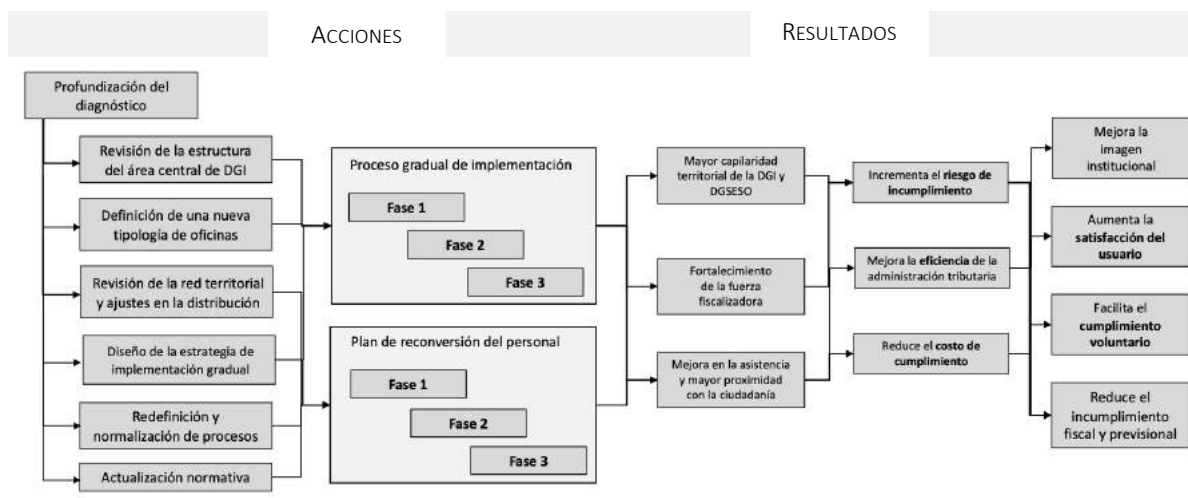 ACCIONES
RESULTADOS
Profundización del
diagnóstico
Revisión de la estructura
del área central de DGI
Definición de una nueva
tipología de oficinas
Revisión de la red territorial
y ajustes en la distribución
Diseño de la estrategia de
implementación gradual
Redefinición y
normalización de procesos
Actualización normativa
Proceso gradual de implementación
Fase 1
Fase 2
Fase 3
Plan de reconversión del personal
Fase 1
Fase 2
Fase 3
Mayor capilaridad
territorial de la DGI y
DGSESO
Fortalecimiento
de la fuerza
fiscalizadora
Mejora en la asistencia
y mayor proximidad
con la ciudadanía
Incrementa el riesgo de
incumplimiento
Mejora la eficiencia de la
administración tributaria
Reduce el costo de
cumplimiento
Mejora la
imagen
institucional
Aumenta la
satisfacción del
usuario
Facilita el
cumplimiento
voluntario
Reduce el
incumplimiento
fiscal y previsional